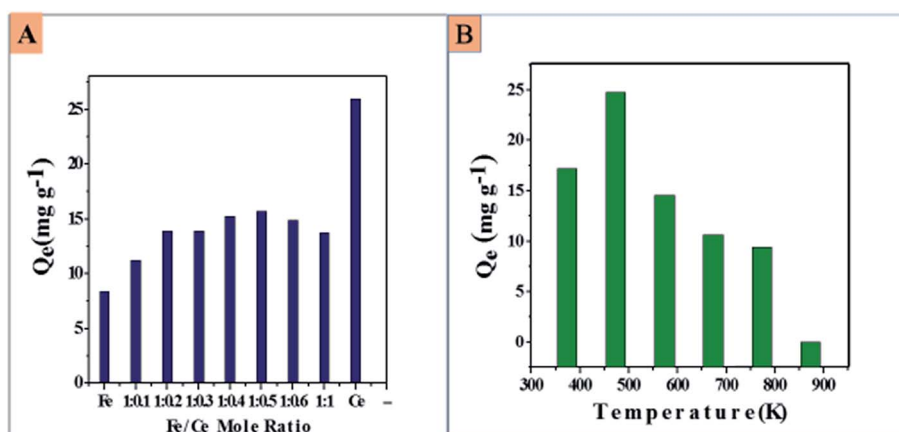 A
Qe(mg g-1)
25
20
15
10
5
0
Fe 1:0.1 1:0.2 1:0.3 1:0.4 1:0.5 1:0.6 1:1 Ce --
Fe/Ce Mole Ratio
B
Qe (mg g-1)
25
20
15
10
5
0
300 400 500 600 700 800 900
Temperature(K)